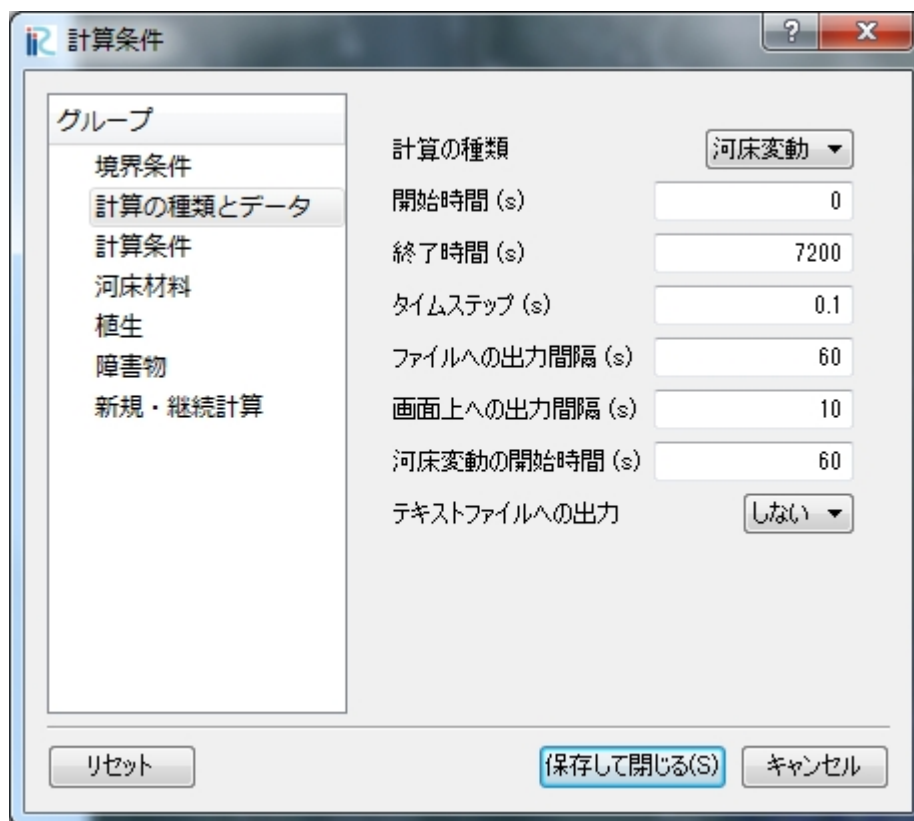 iRiC 計算条件
グループ
境界条件
計算の種類とデータ
計算条件
河床材料
植生
障害物
新規・継続計算
計算の種類 河床変動
開始時間 (s) 0
終了時間 (s) 7200
タイムステップ (s) 0.1
ファイルへの出力間隔 (s) 60
画面上への出力間隔 (s) 10
河床変動の開始時間 (s) 60
テキストファイルへの出力 しない
リセット 保存して閉じる(S) キャンセル